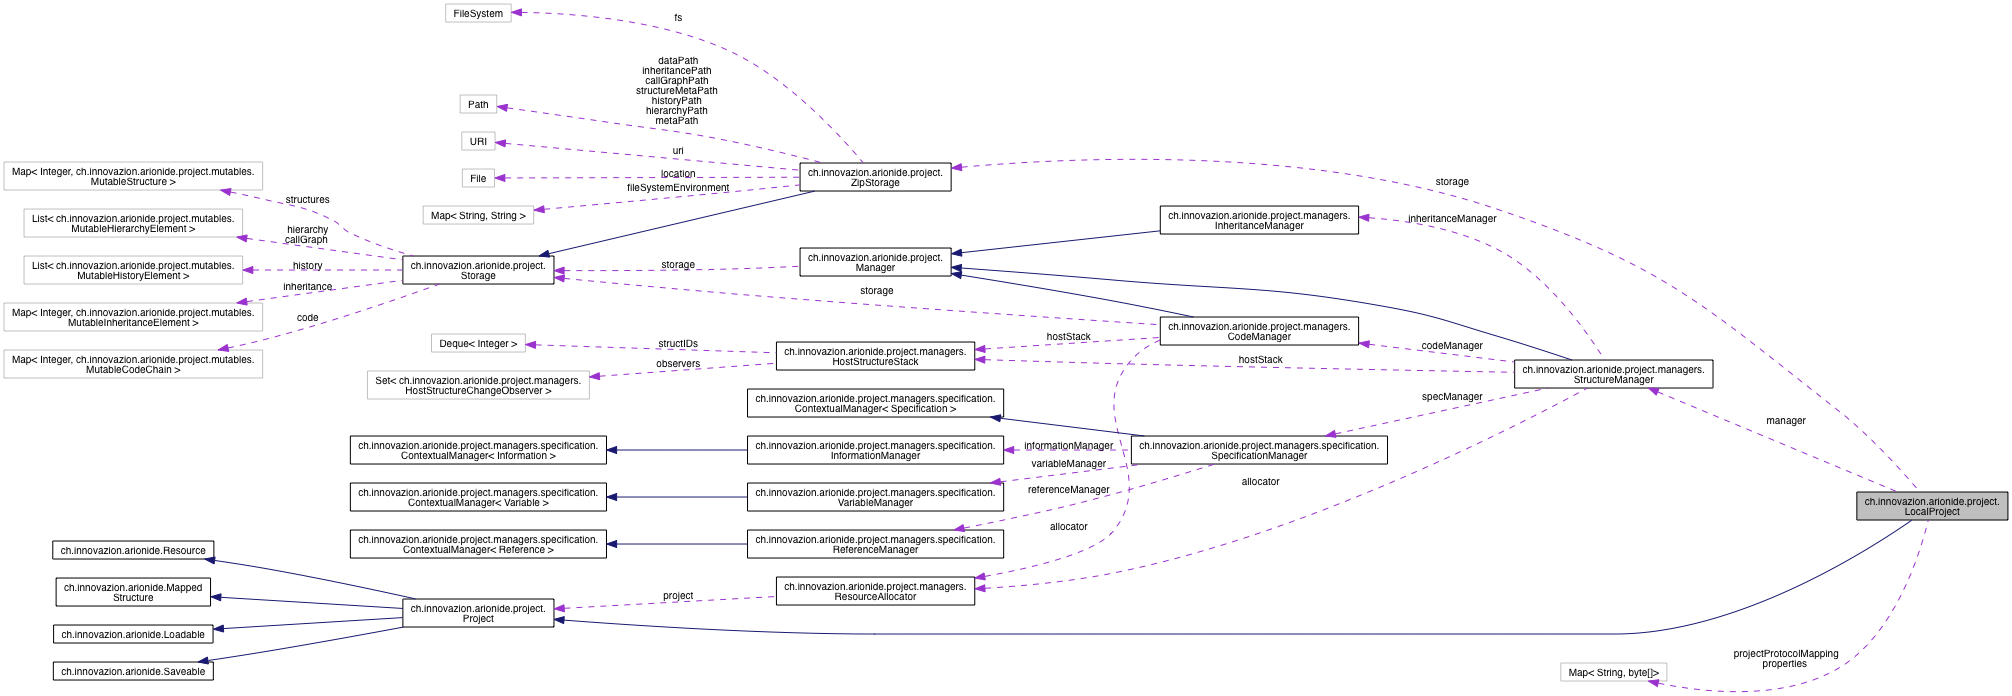 FileSystem
fs
dataPath
inheritancePath
callGraphPath
structureMetaPath
historyPath
hierarchyPath
metaPath
Path
URI
uri
File
location
fileSystemEnvironment
Map< String, String >
ch.innovazion.arionide.project.
ZipStorage
storage
Map< Integer, ch.innovazion.arionide.project.mutables.
MutableStructure >
structures
List< ch.innovazion.arionide.project.mutables.
MutableHierarchyElement >
hierarchy
callGraph
List< ch.innovazion.arionide.project.mutables.
MutableHistoryElement >
history
Map< Integer, ch.innovazion.arionide.project.mutables.
MutableInheritanceElement >
inheritance
Map< Integer, ch.innovazion.arionide.project.mutables.
MutableCodeChain >
code
ch.innovazion.arionide.project.
Storage
storage
ch.innovazion.arionide.project.
Manager
storage
ch.innovazion.arionide.project.managers.
InheritanceManager
inheritanceManager
ch.innovazion.arionide.project.managers.
CodeManager
codeManager
Deque< Integer >
structIDs
Set< ch.innovazion.arionide.project.managers.
HostStructureChangeObserver >
observers
ch.innovazion.arionide.project.managers.
HostStructureStack
hostStack
hostStack
ch.innovazion.arionide.project.managers.
StructureManager
specManager
manager
ch.innovazion.arionide.project.managers.specification.
ContextualManager< Specification >
ch.innovazion.arionide.project.managers.specification.
ContextualManager< Information >
ch.innovazion.arionide.project.managers.specification.
InformationManager
informationManager
ch.innovazion.arionide.project.managers.specification.
SpecificationManager
variableManager
ch.innovazion.arionide.project.managers.specification.
ContextualManager< Variable >
ch.innovazion.arionide.project.managers.specification.
VariableManager
referenceManager
allocator
ch.innovazion.arionide.project.
LocalProject
ch.innovazion.arionide.project.managers.specification.
ContextualManager< Reference >
ch.innovazion.arionide.project.managers.specification.
ReferenceManager
allocator
ch.innovazion.arionide.Resource
ch.innovazion.arionide.Mapped
Structure
ch.innovazion.arionide.Loadable
ch.innovazion.arionide.Saveable
ch.innovazion.arionide.project.
Project
project
ch.innovazion.arionide.project.managers.
ResourceAllocator
projectProtocolMapping
properties
Map< String, byte[]>